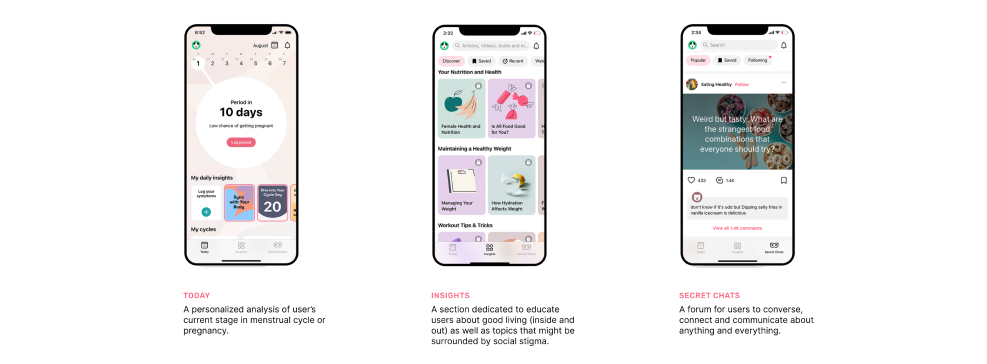 6:52
August
1 2 3 4 5 6 7
Period in
10 days
Low chance of getting pregnant
Log period
My daily insights
Log your
symptoms
Sync
with Your
Body
Dive into Your
Cycle Day
20
My cycles
Today
Insights
Secret Chats
TODAY
A personalized analysis of user's
current stage in menstrual cycle or
pregnancy.
2:32
Articles, Videos, Audio and m...
Discover
Saved
Recent
Your Nutrition and Health
Female Health and
Nutrition
Is All Food Good
for You?
Maintaining a Healthy Weight
Managing Your
Weight
How Hydration
Affects Weight
Workout Tips & Tricks
Today
Insights
Secret Chats
INSIGHTS
A section dedicated to educate
users about good living (inside and
out) as well as topics that might be
surrounded by social stigma.
2:34
Search
Popular
Saved
Following
Eating Healthy Follow
Weird but tasty: What are
the strangest food
combinations that
everyone should try?
433
1.4K
don't know if it's odd but Dipping salty fries in
vanilla icecream is delicious
View all 1.4K comments
Today
Insights
Secret Chats
SECRET CHATS
A forum for users to converse,
connect and communicate about
anything and everything.